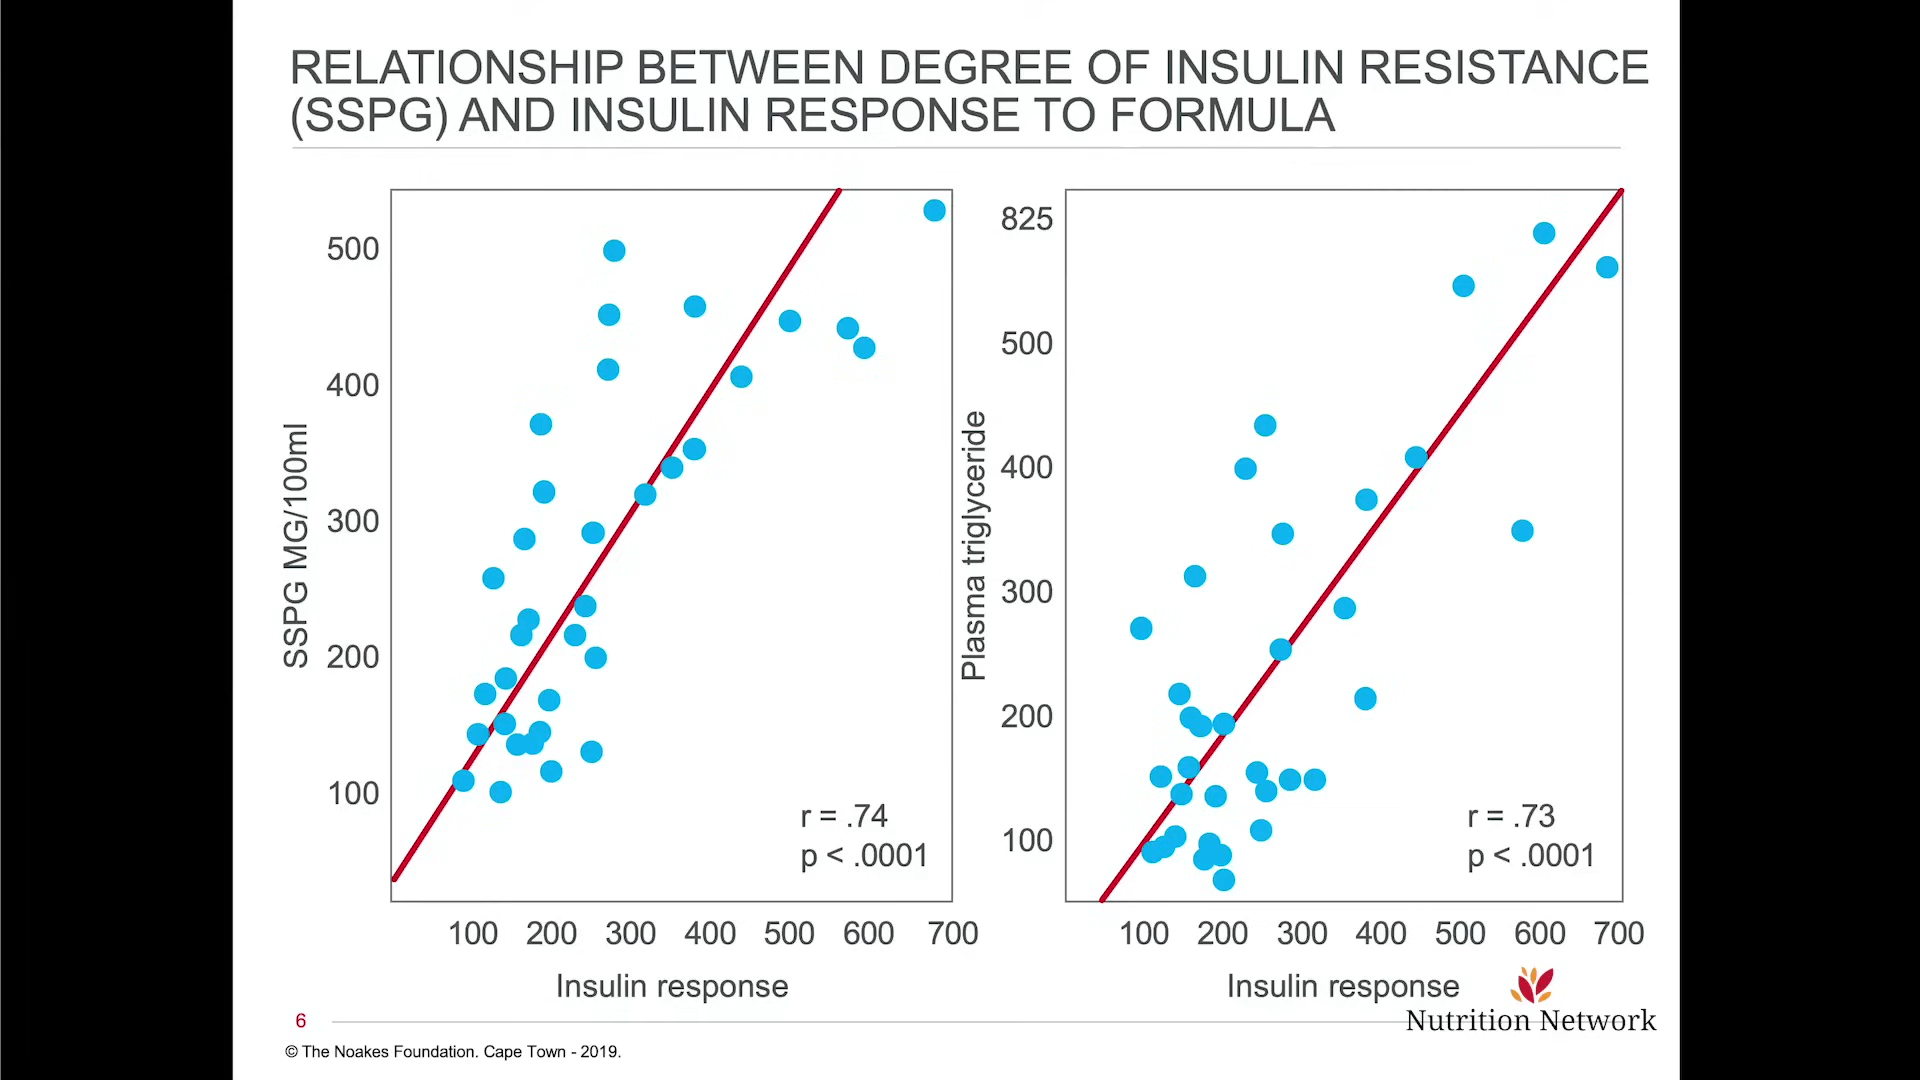 RELATIONSHIP BETWEEN DEGREE OF INSULIN RESISTANCE
(SSPG) AND INSULIN RESPONSE TO FORMULA
SSPG MG/100ml
500
400
300
200
100
r = .74
p < .0001
100 200 300 400 500 600 700
Insulin response
Plasma triglyceride
825
500
400
300
200
100
r = .73
p < .0001
100 200 300 400 500 600 700
Insulin response
Nutrition Network
6
© The Noakes Foundation. Cape Town - 2019.